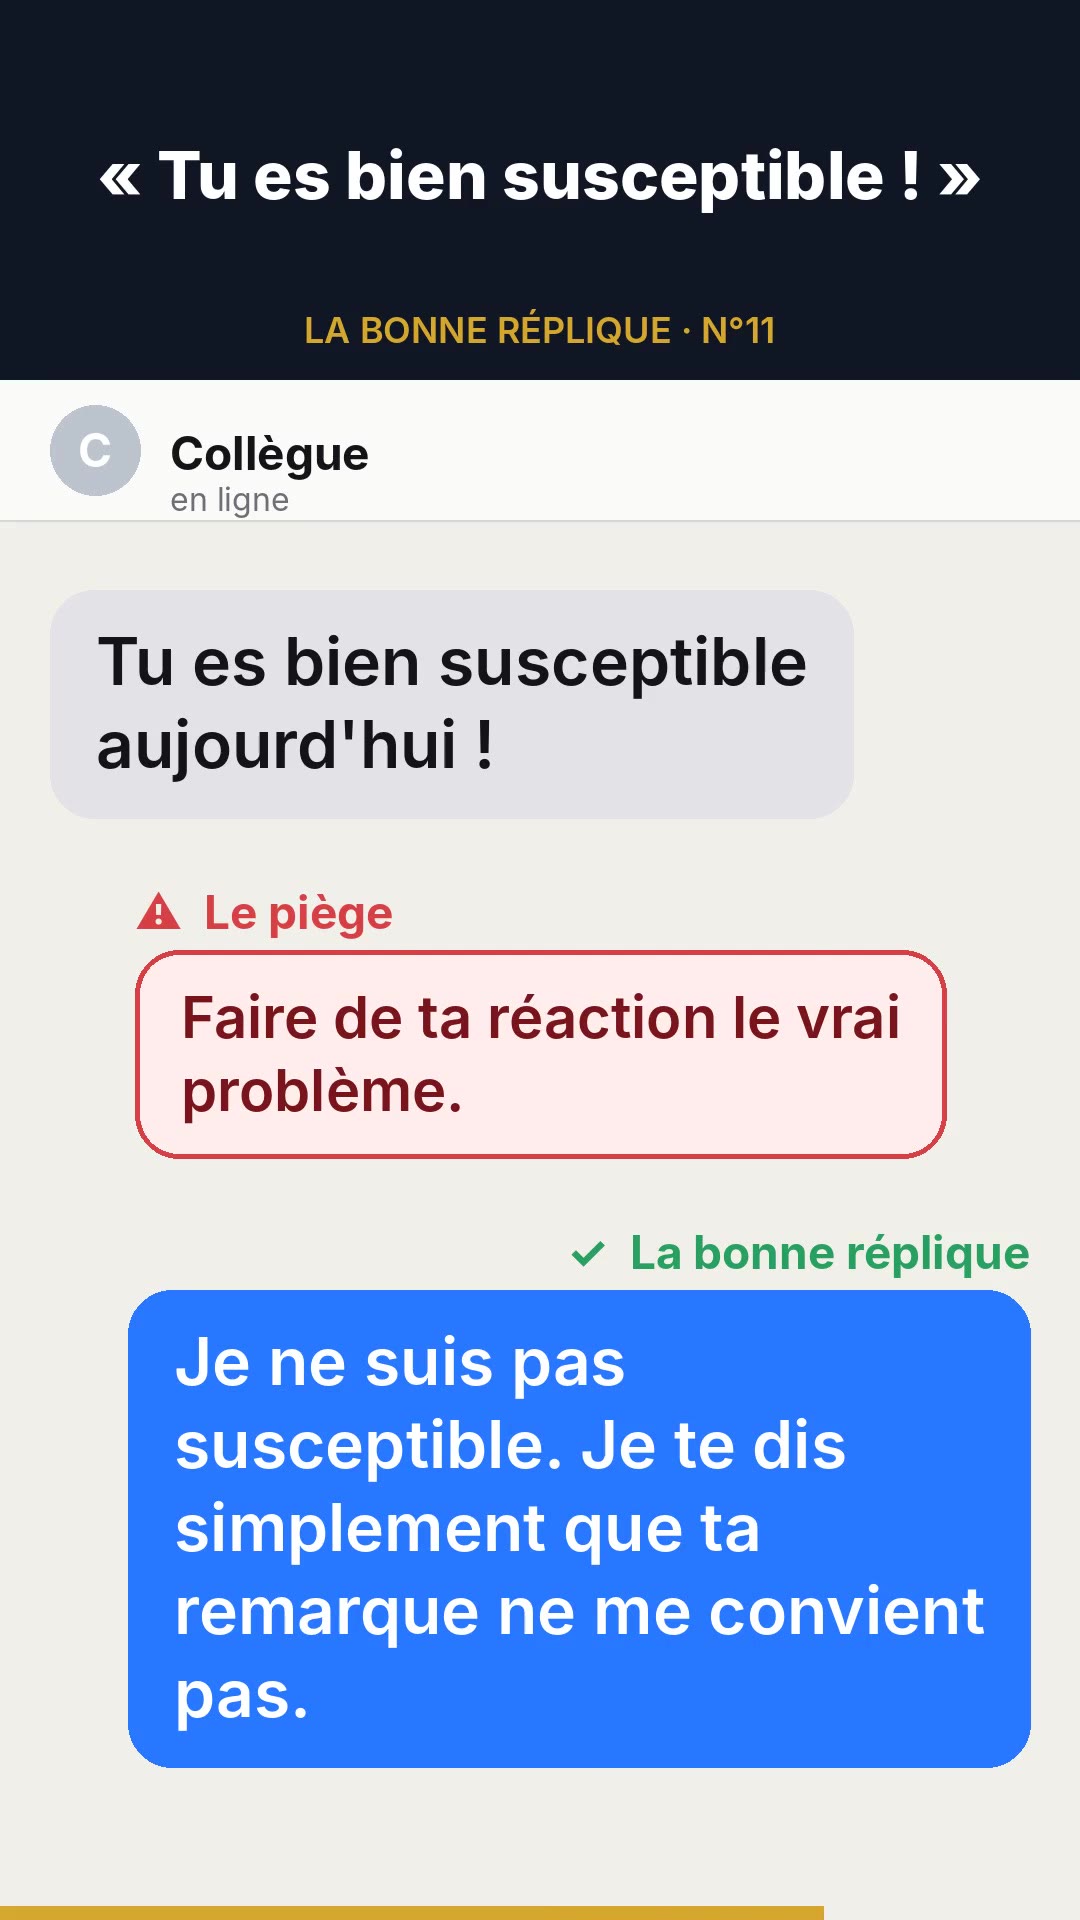 « Tu es bien susceptible ! »
LA BONNE RÉPLIQUE · N°11
C
Collègue
en ligne
Tu es bien susceptible
aujourd'hui !
⚠ Le piège
Faire de ta réaction le vrai
problème.
✓ La bonne réplique
Je ne suis pas
susceptible. Je te dis
simplement que ta
remarque ne me convient
pas.